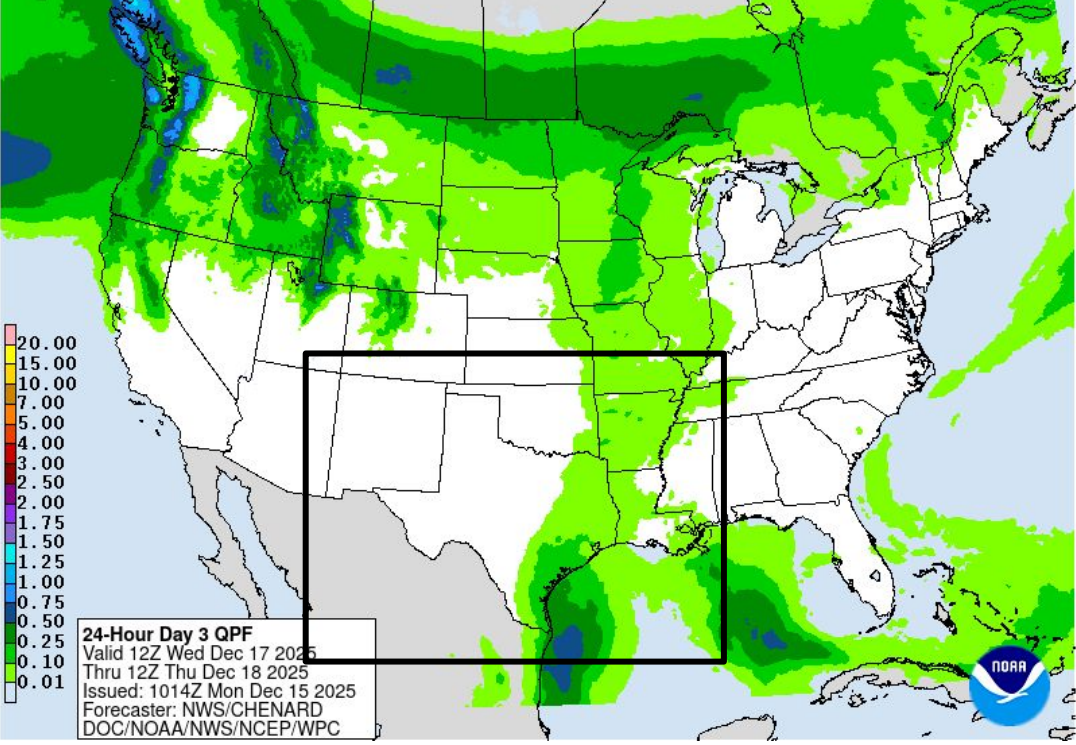 20.00
15.00
10.00
7.00
5.00
4.00
3.00
2.50
2.00
1.75
1.50
1.25
1.00
0.75
0.50
0.25
0.10
0.01
24-Hour Day 3 QPF
Valid 12Z Wed Dec 17 2025
Thru 12Z Thu Dec 18 2025
Issued: 1014Z Mon Dec 15 2025
Forecaster: NWS/CHENARD
DOC/NOAA/NWS/NCEP/WPC
NOAA